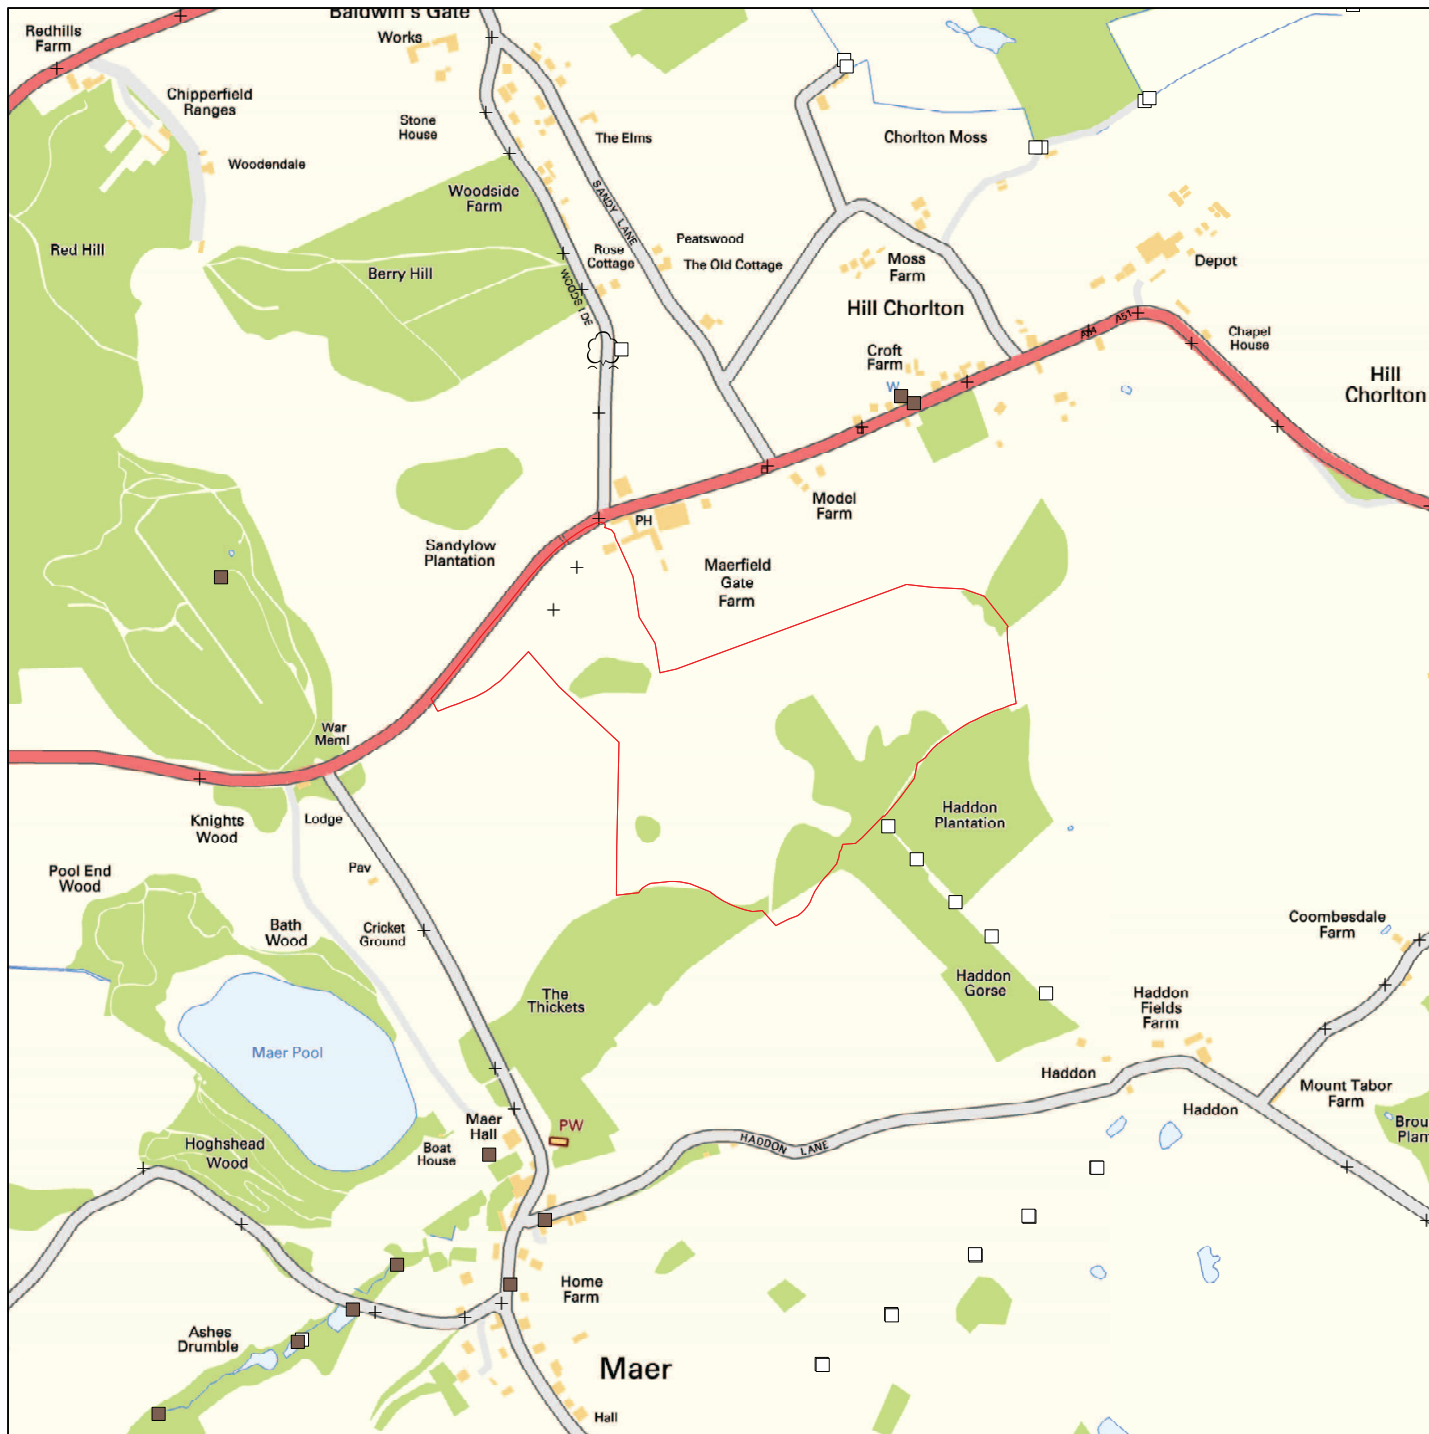 Baldwin's Gate
Redhills
Farm
Works
Chipperfield
Ranges
Stone
House
The Elms
Chorlton Moss
Woodendale
Woodside
Farm
SANDY LANE
Red Hill
Berry Hill
Rose
Cottage
Peatswood
The Old Cottage
Moss
Farm
Depot
WOODSIDE
Hill Chorlton
A51
A51
Chapel
House
Croft
Farm
W
Hill
Chorlton
Model
Farm
PH
Sandylow
Plantation
Maerfield
Gate
Farm
War
Meml
Knights
Wood
Lodge
Haddon
Plantation
Pool End
Wood
Pav
Bath
Wood
Cricket
Ground
Coombesdale
Farm
The
Thickets
Haddon
Gorse
Haddon
Fields
Farm
Maer Pool
Haddon
Mount Tabor
Farm
Haddon
Maer
Hall
PW
Hoghshead
Wood
Boat
House
HADDON LANE
Brou
Plan
Home
Farm
Ashes
Drumble
Maer
Hall